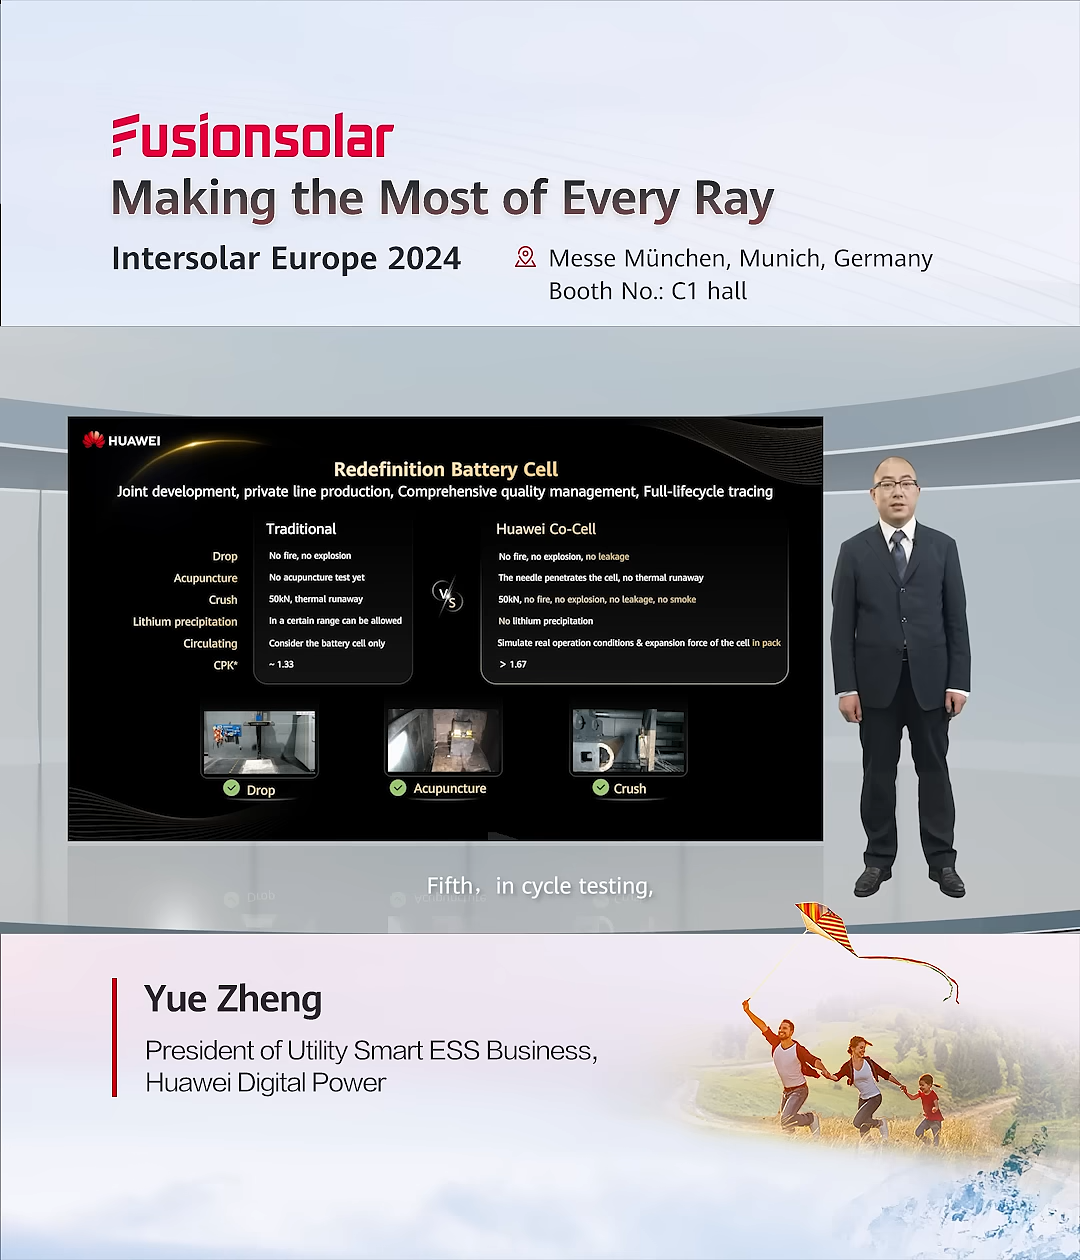 Fusionsolar
Making the Most of Every Ray
Intersolar Europe 2024
Messe München, Munich, Germany
Booth No.: C1 hall
HUAWEI
Redefinition Battery Cell
Joint development, private line production, Comprehensive quality management, Full-lifecycle tracing
Traditional
Huawei Co-Cell
Drop
No fire, no explosion
No fire, no explosion, no leakage
Acupuncture
No acupuncture test yet
The needle penetrates the cell, no thermal runaway
Crush
50kN, thermal runaway
50kN, no fire, no explosion, no leakage, no smoke
Lithium precipitation
In a certain range can be allowed
No lithium precipitation
Circulating
Consider the battery cell only
Simulate real operation conditions & expansion force of the cell in pack
CPK*
~ 1.33
> 1.67
VS
Drop
Acupuncture
Crush
Fifth，in cycle testing,
Yue Zheng
President of Utility Smart ESS Business,
Huawei Digital Power